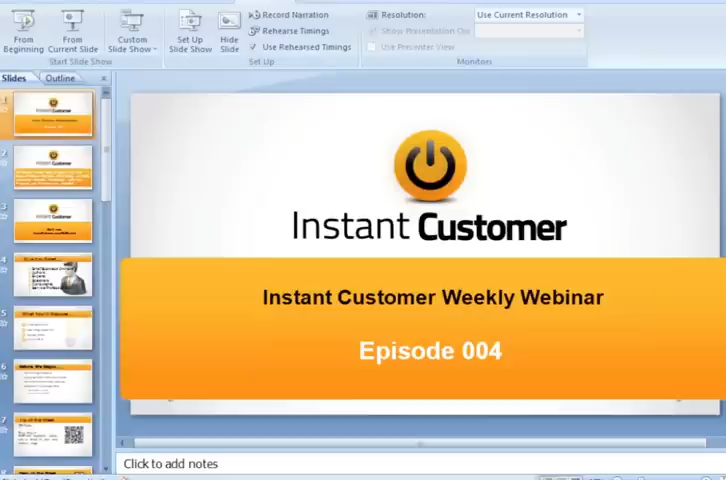 From Beginning
From Current Slide
Custom Slide Show
Set Up Slide Show
Hide Slide
Record Narration
Rehearse Timings
Use Rehearsed Timings
Resolution:
Use Current Resolution
Show Presentation On:
Use Presenter View
Start Slide Show
Set Up
Monitors
Slides
Outline
Instant Customer
Instant Customer Weekly Webinar
Episode 004
Click to add notes